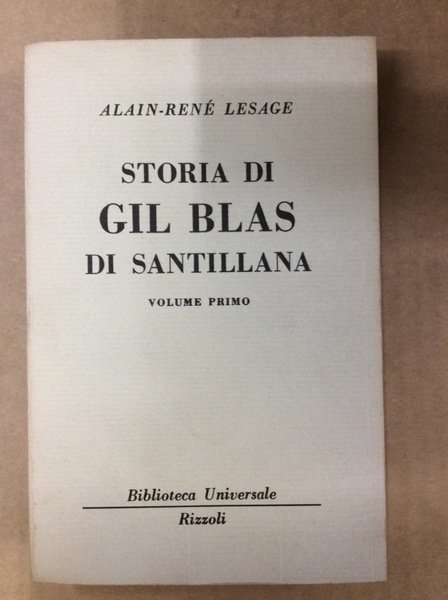 ALAIN-RENÉ LESAGE
STORIA DI
GIL BLAS
DI SANTILLANA
VOLUME PRIMO
Biblioteca Universale
Rizzoli